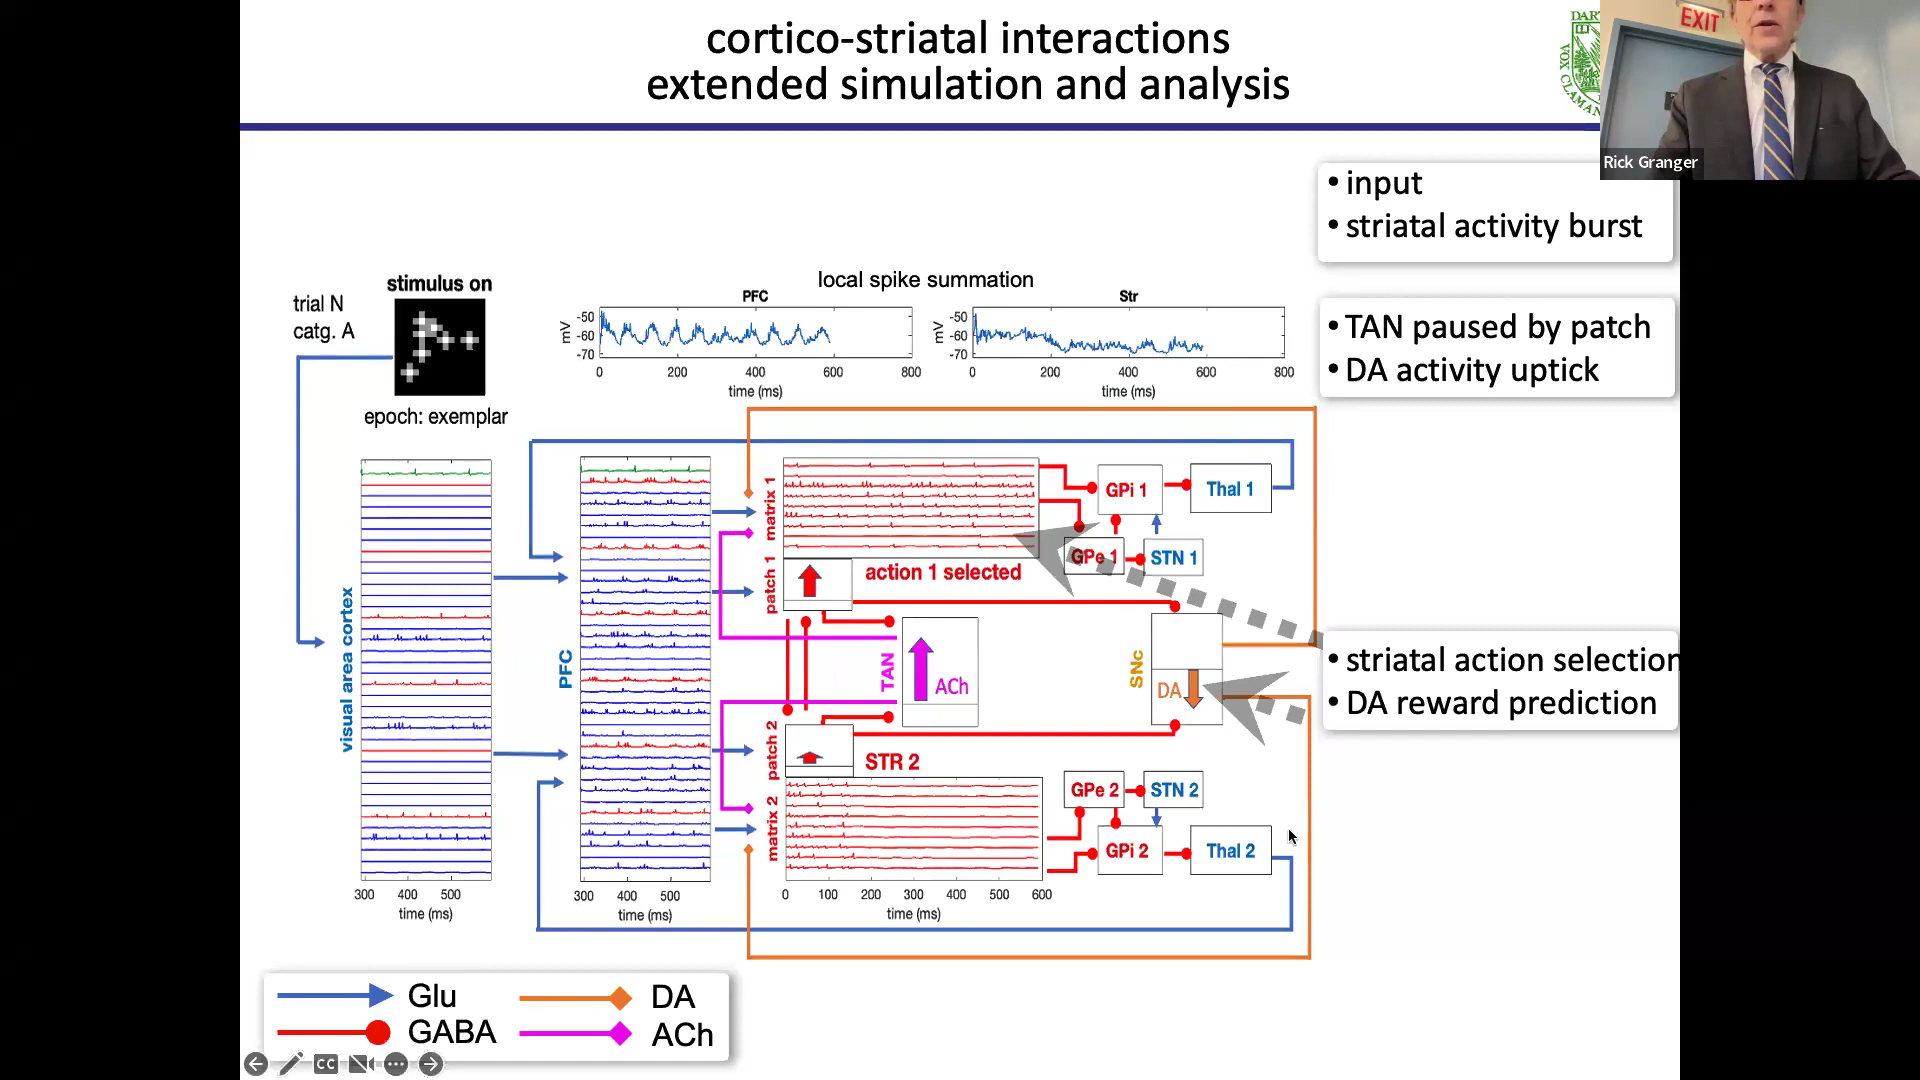 cortico-striatal interactions
extended simulation and analysis
EXIT
DART
VOX CLAMAN
Rick Granger
• input
• striatal activity burst
• TAN paused by patch
• DA activity uptick
• striatal action selection
• DA reward prediction
trial N
catg. A
stimulus on
epoch: exemplar
local spike summation
PFC
mV
-50
-60
-70
0 200 400 600 800
time (ms)
Str
mV
-50
-60
-70
0 200 400 600 800
time (ms)
visual area cortex
300 400 500
time (ms)
PFC
300 400 500
time (ms)
matrix 1
patch 1
action 1 selected
GPi 1
Thal 1
GPe 1
STN 1
TAN
ACh
SNc
DA
patch 2
STR 2
matrix 2
GPe 2
STN 2
GPi 2
Thal 2
0 100 200 300 400 500 600
time (ms)
Glu
DA
GABA
ACh
CC